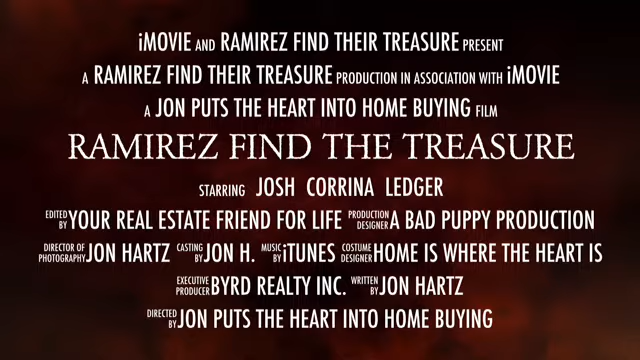 iMOVIE AND RAMIREZ FIND THEIR TREASURE PRESENT
A RAMIREZ FIND THEIR TREASURE PRODUCTION IN ASSOCIATION WITH iMOVIE
A JON PUTS THE HEART INTO HOME BUYING FILM
RAMIREZ FIND THE TREASURE
STARRING JOSH CORRINA LEDGER
EDITED BY YOUR REAL ESTATE FRIEND FOR LIFE PRODUCTION DESIGNER A BAD PUPPY PRODUCTION
DIRECTOR OF PHOTOGRAPHY JON HARTZ CASTING BY JON H. MUSIC BY iTUNES COSTUME DESIGNER HOME IS WHERE THE HEART IS
EXECUTIVE PRODUCER BYRD REALTY INC. WRITTEN BY JON HARTZ
DIRECTED BY JON PUTS THE HEART INTO HOME BUYING